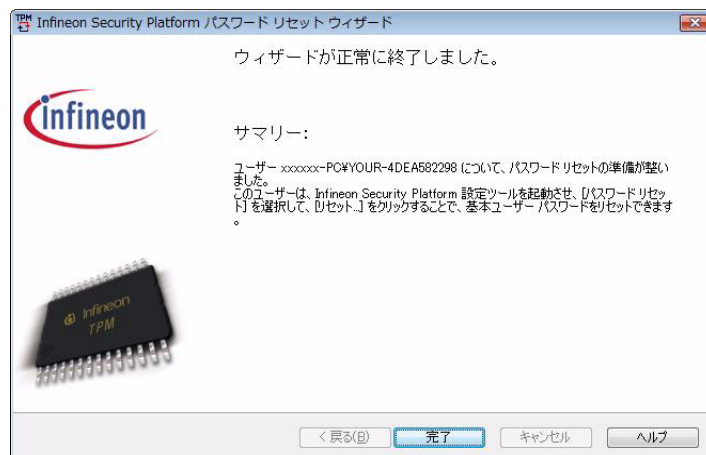 TPM Infineon Security Platform パスワード リセット ウィザード
ウィザードが正常に終了しました。
infineon
サマリー:
ユーザー xxxxxx-PC¥YOUR-4DEA582298 について、パスワード リセットの準備が整い
ました。
このユーザーは、Infineon Security Platform 設定ツールを起動させ、[パスワード リセッ
ト] を選択して、[リセット...] をクリックすることで、基本ユーザー パスワードをリセットできます
。
infineon
TPM
< 戻る(B)
完了
キャンセル
ヘルプ